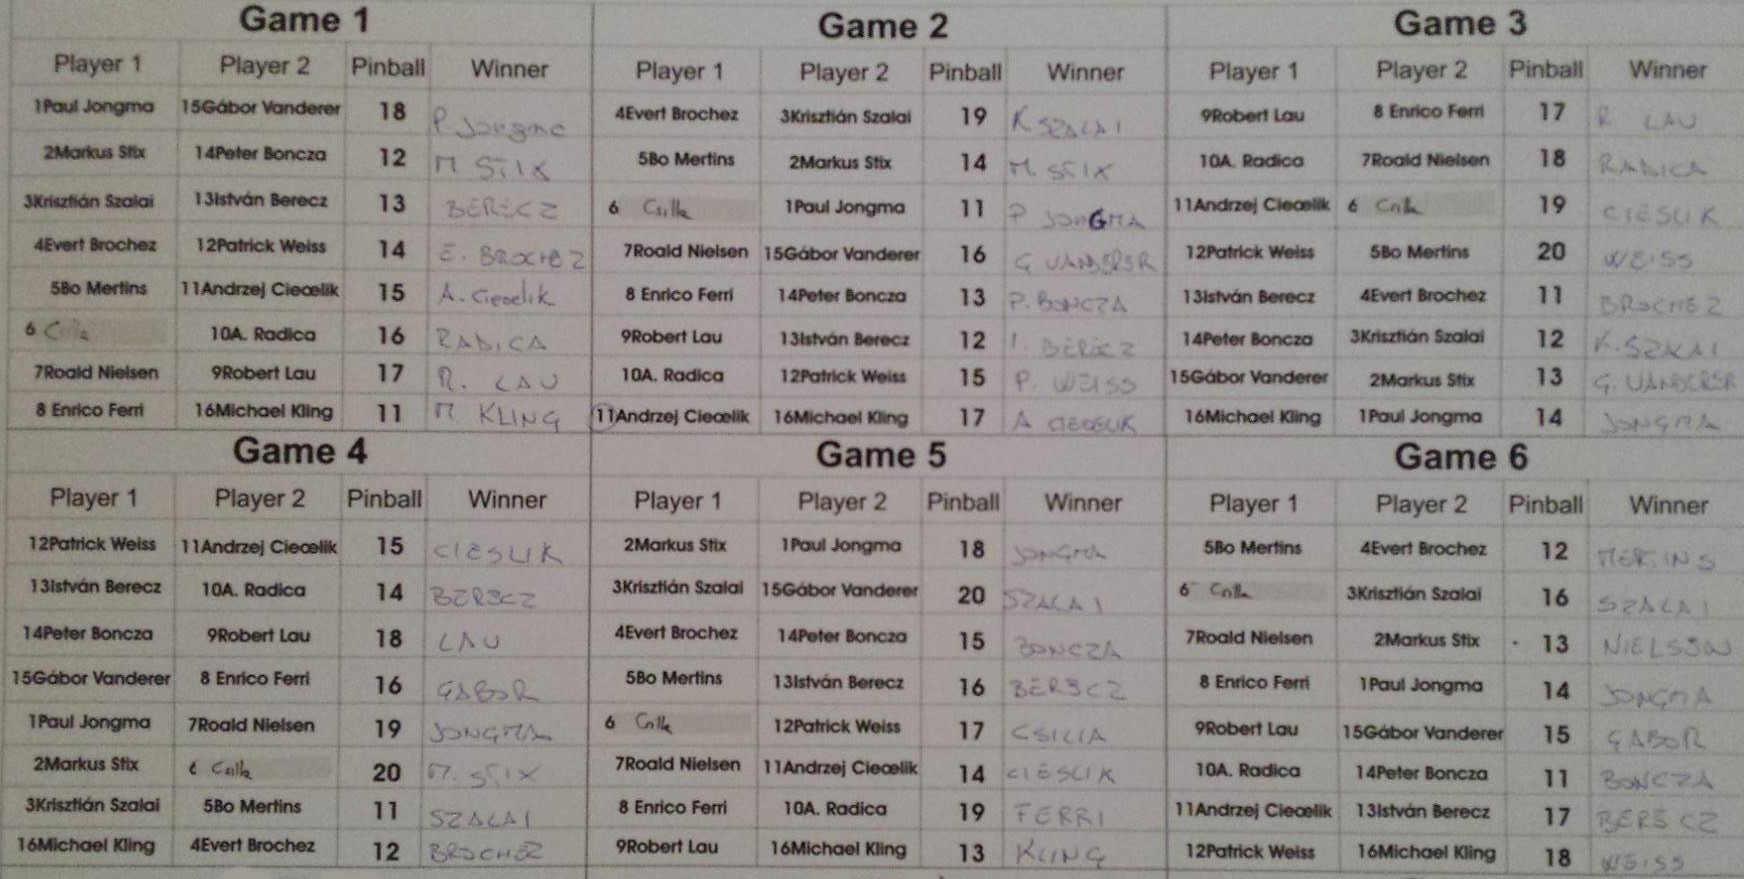 Game 1
Player 1 Player 2 Pinball Winner
1Paul Jongma 15Gábor Vanderer 18 P. Jongma
2Markus Stix 14Peter Boncza 12 M STIX
3Krisztián Szalai 13István Berecz 13 BERECZ
4Evert Brochez 12Patrick Weiss 14 E. BROCHEZ
5Bo Mertins 11Andrzej Cieœlik 15 A. Cieoelik
6 10A. Radica 16 RADICA
7Roald Nielsen 9Robert Lau 17 R. LAU
8 Enrico Ferri 16Michael Kling 11 M. KLING
Game 2
Player 1 Player 2 Pinball Winner
4Evert Brochez 3Krisztián Szalai 19 K SZALAI
5Bo Mertins 2Markus Stix 14 M. STIX
6 Csilla 1Paul Jongma 11 P JONGMA
7Roald Nielsen 15Gábor Vanderer 16 G VANDERER
8 Enrico Ferri 14Peter Boncza 13 P. BONCZA
9Robert Lau 13István Berecz 12 I. BERECZ
10A. Radica 12Patrick Weiss 15 P. WEISS
11Andrzej Cieœlik 16Michael Kling 17 A CIEOELIK
Game 3
Player 1 Player 2 Pinball Winner
9Robert Lau 8 Enrico Ferri 17 R LAU
10A. Radica 7Roald Nielsen 18 RADICA
11Andrzej Cieœlik 6 Csilla 19 CIESLIK
12Patrick Weiss 5Bo Mertins 20 WEISS
13István Berecz 4Evert Brochez 11 BROCHEZ
14Peter Boncza 3Krisztián Szalai 12 K. SZALAI
15Gábor Vanderer 2Markus Stix 13 G. VANDERER
16Michael Kling 1Paul Jongma 14 JONGMA
Game 4
Player 1 Player 2 Pinball Winner
12Patrick Weiss 11Andrzej Cieœlik 15 CIESLIK
13István Berecz 10A. Radica 14 BERECZ
14Peter Boncza 9Robert Lau 18 LAU
15Gábor Vanderer 8 Enrico Ferri 16 GABOR
1Paul Jongma 7Roald Nielsen 19 JONGMA
2Markus Stix 6 Csilla 20 M. STIX
3Krisztián Szalai 5Bo Mertins 11 SZALAI
16Michael Kling 4Evert Brochez 12 BROCHEZ
Game 5
Player 1 Player 2 Pinball Winner
2Markus Stix 1Paul Jongma 18 JONGMA
3Krisztián Szalai 15Gábor Vanderer 20 SZALAI
4Evert Brochez 14Peter Boncza 15 BONCZA
5Bo Mertins 13István Berecz 16 BERECZ
6 Csilla 12Patrick Weiss 17 CSILLA
7Roald Nielsen 11Andrzej Cieœlik 14 CIESLIK
8 Enrico Ferri 10A. Radica 19 FERRI
9Robert Lau 16Michael Kling 13 KLING
Game 6
Player 1 Player 2 Pinball Winner
5Bo Mertins 4Evert Brochez 12 MERTINS
6 Csilla 3Krisztián Szalai 16 SZALAI
7Roald Nielsen 2Markus Stix 13 NIELSSON
8 Enrico Ferri 1Paul Jongma 14 JONGMA
9Robert Lau 15Gábor Vanderer 15 GABOR
10A. Radica 14Peter Boncza 11 BONCZA
11Andrzej Cieœlik 13István Berecz 17 BERECZ
12Patrick Weiss 16Michael Kling 18 WEISS